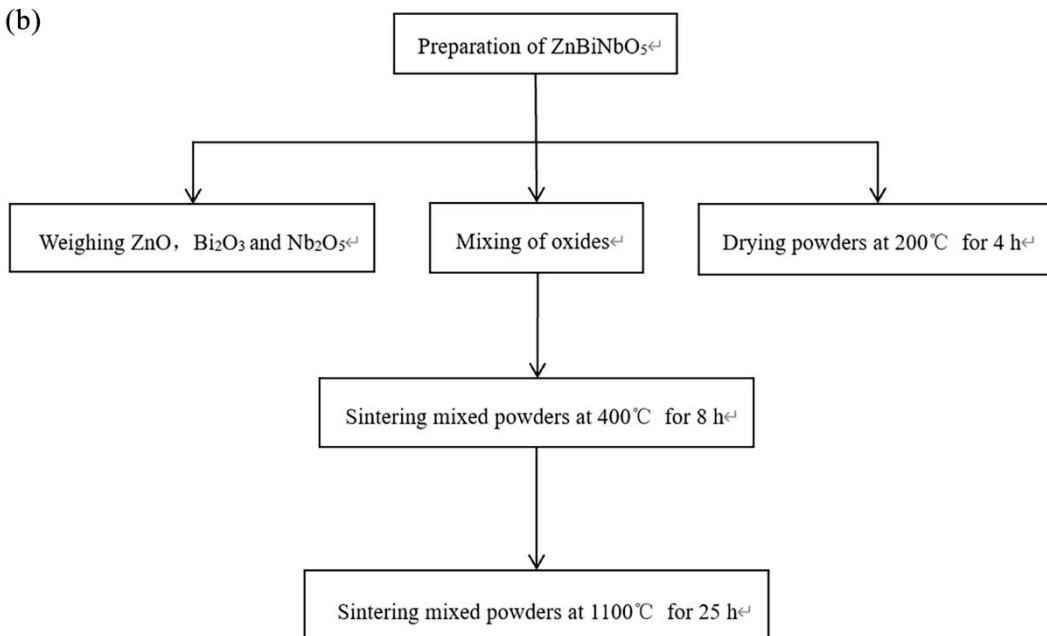 (b)
Preparation of ZnBiNbO₅↵
Weighing ZnO，Bi₂O₃ and Nb₂O₅↵
Mixing of oxides↵
Drying powders at 200℃ for 4 h↵
Sintering mixed powders at 400℃ for 8 h↵
Sintering mixed powders at 1100℃ for 25 h↵